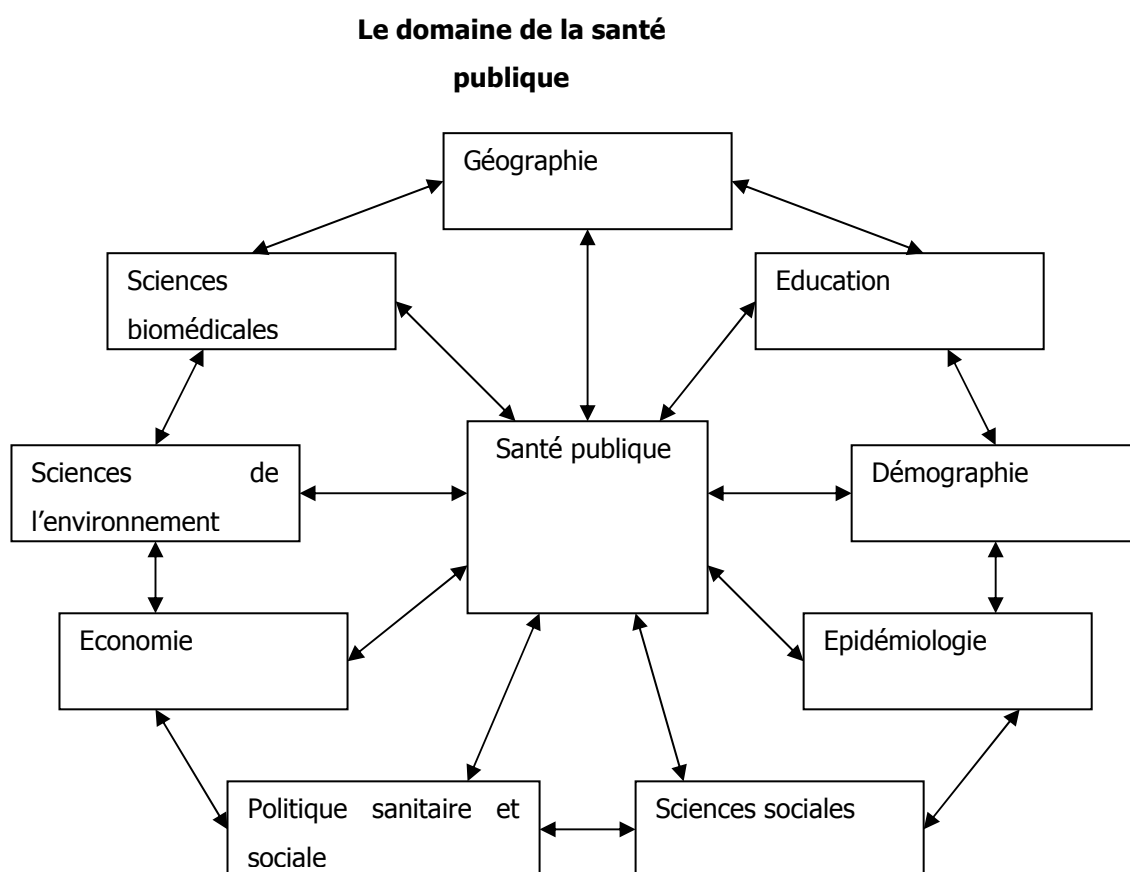 Le domaine de la santé
publique
Géographie
Sciences
biomédicales
Education
Santé publique
Sciences de
l'environnement
Démographie
Economie
Epidémiologie
Politique sanitaire et
sociale
Sciences sociales